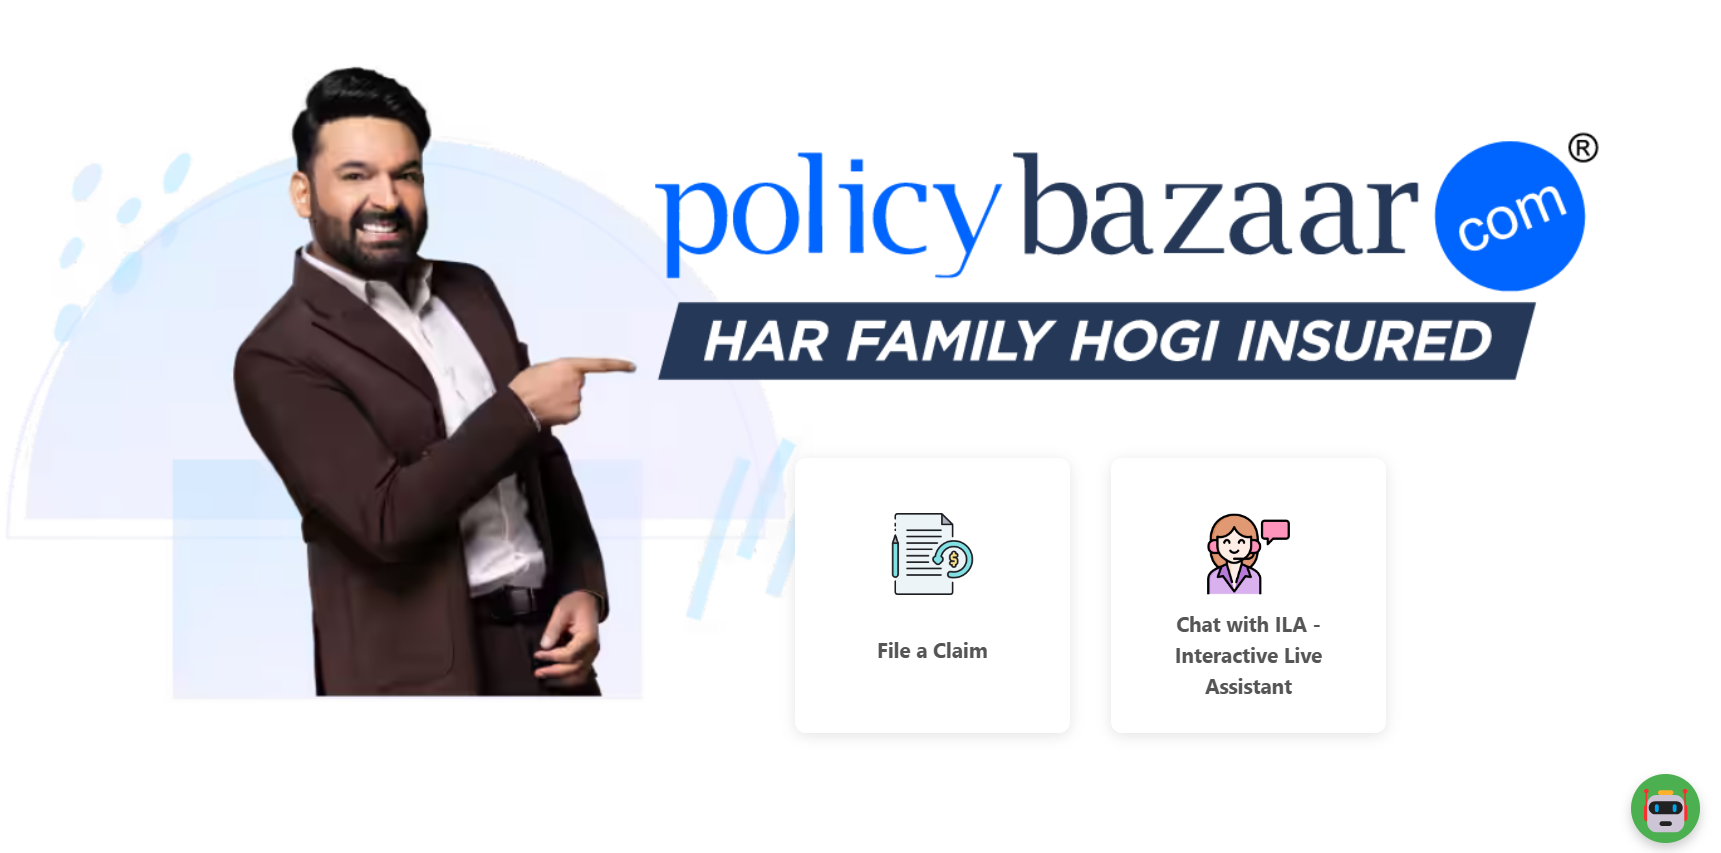 policybazaar com ®
HAR FAMILY HOGI INSURED
File a Claim
Chat with ILA -
Interactive Live
Assistant